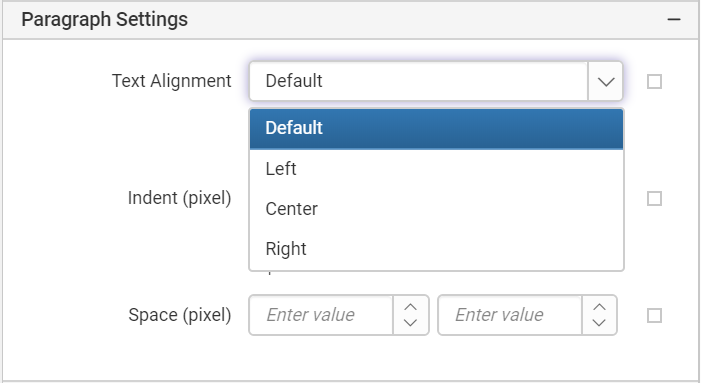 Paragraph Settings
Text Alignment Default
Default
Left
Indent (pixel)
Center
Right
Space (pixel) Enter value Enter value